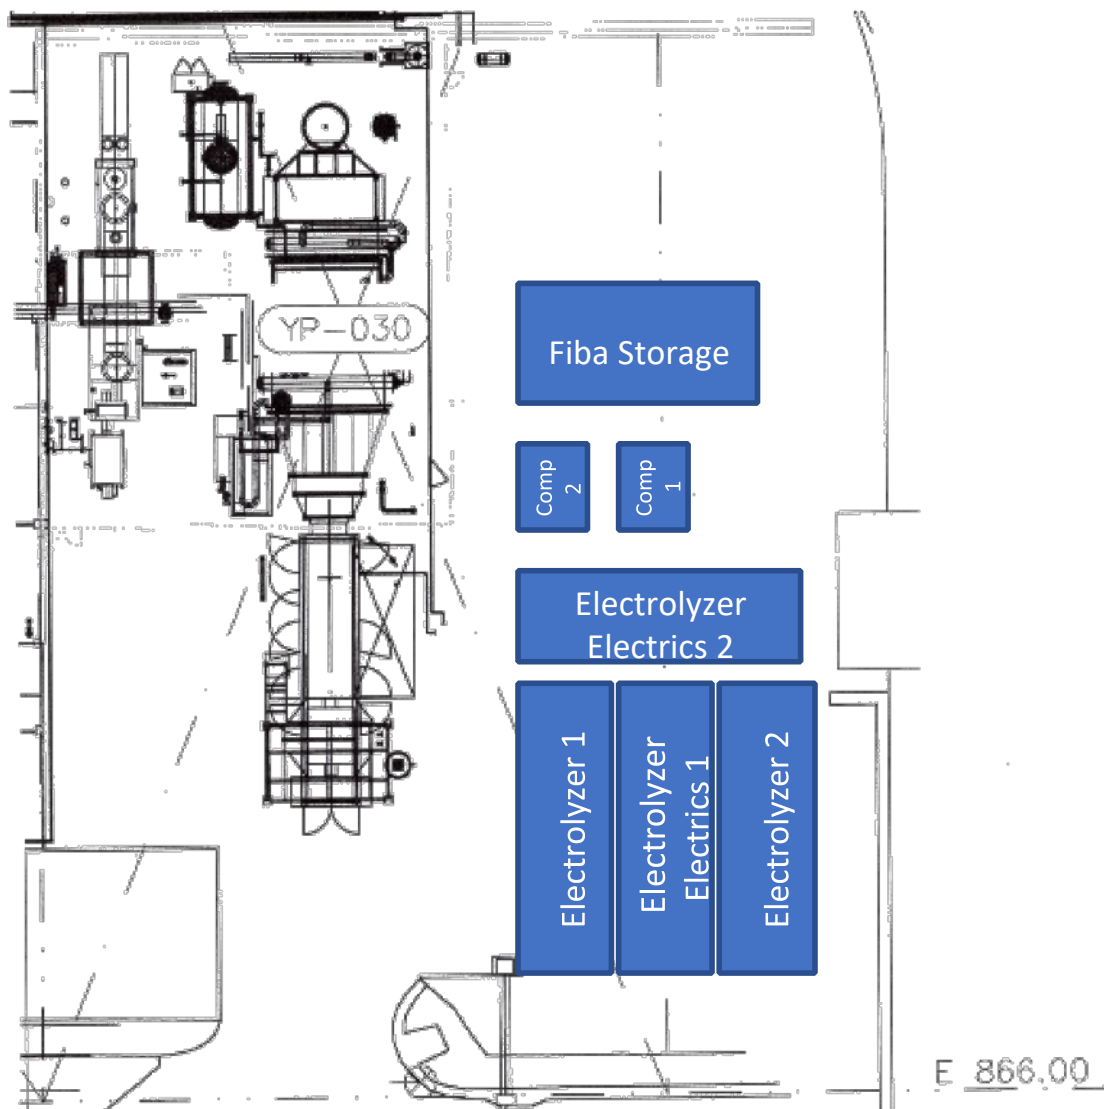 YP-030
Fiba Storage
Comp
2
Comp
1
Electrolyzer
Electrics 2
Electrolyzer 1
Electrolyzer
Electrics 1
Electrolyzer 2
E 866.00